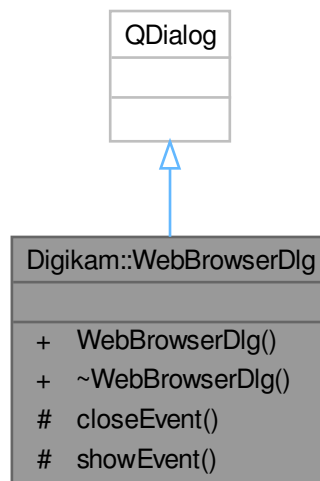 QDialog
Digikam::WebBrowserDlg
+ WebBrowserDlg()
+ ~WebBrowserDlg()
# closeEvent()
# showEvent()